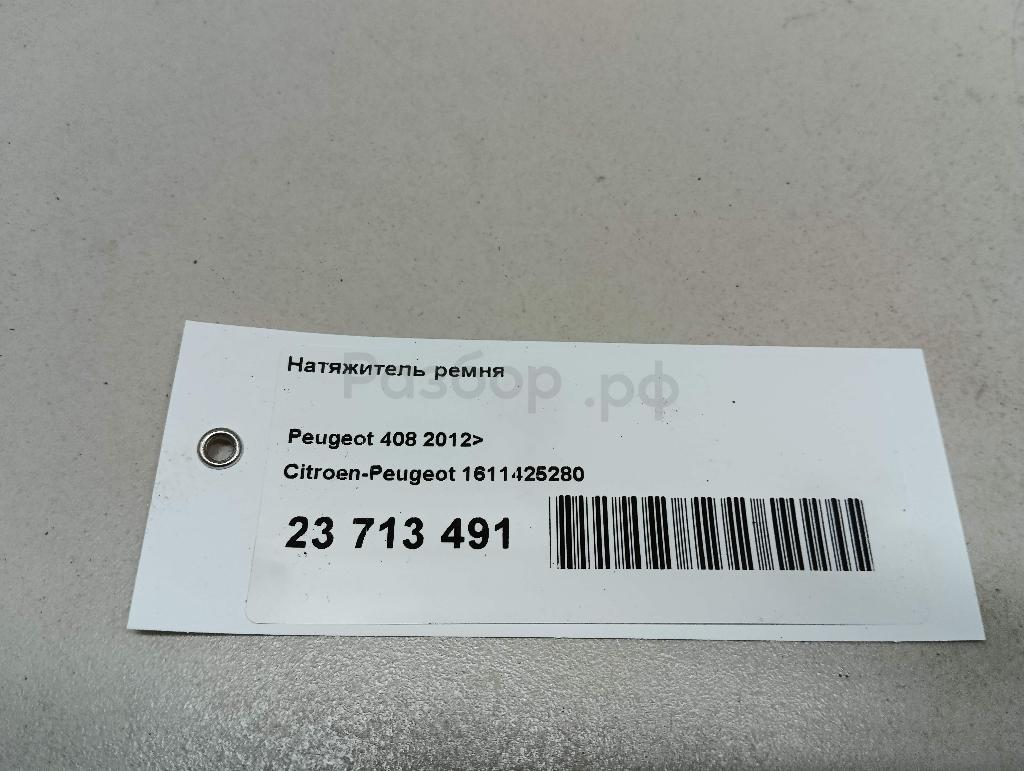 Натяжитель ремня
Разбор.рф
Peugeot 408 2012>
Citroen-Peugeot 1611425280
23 713 491